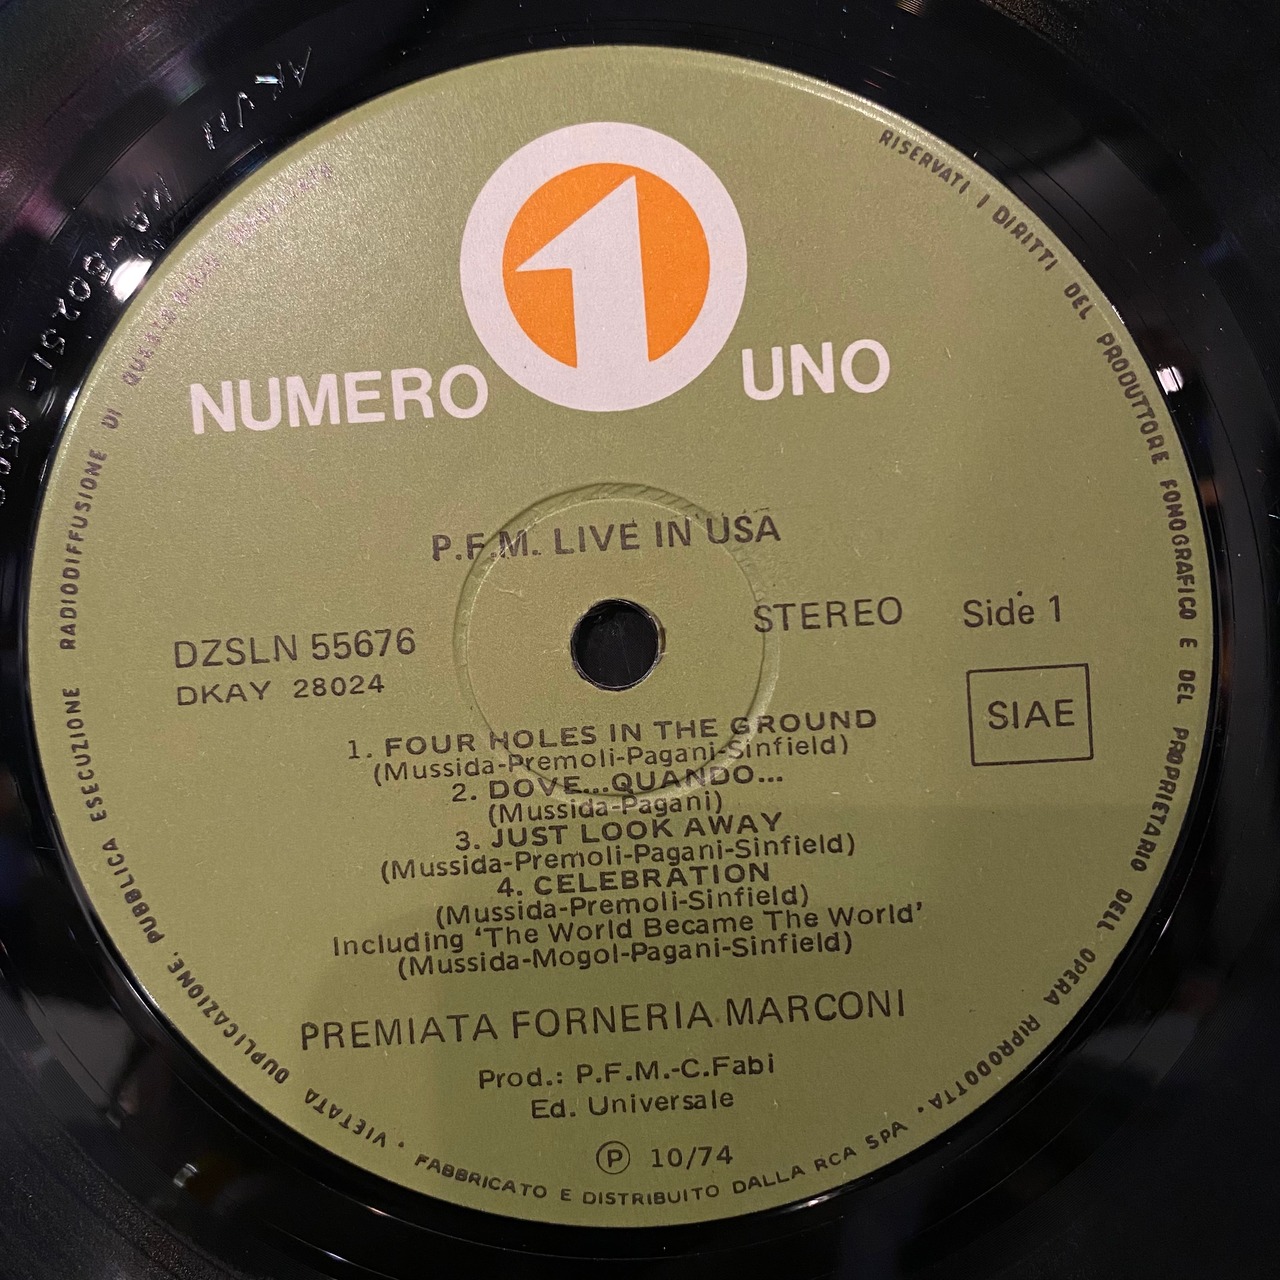 NUMERO 1 UNO
P.F.M. LIVE IN USA
DZSLN 55676
DKAY 28024
STEREO Side 1
SIAE
1. FOUR HOLES IN THE GROUND
(Mussida-Premoli-Pagani-Sinfield)
2. DOVE...QUANDO...
(Mussida-Pagani)
3. JUST LOOK AWAY
(Mussida-Premoli-Pagani-Sinfield)
4. CELEBRATION
(Mussida-Premoli-Sinfield)
Including 'The World Became The World'
(Mussida-Mogol-Pagani-Sinfield)
PREMIATA FORNERIA MARCONI
Prod.: P.F.M.-C.Fabi
Ed. Universale
Ⓟ 10/74
RISERVATI I DIRITTI DEL PRODUTTORE FONOGRAFICO E DEL PROPRIETARIO DELL OPERA RIPRODOTTA.
FABBRICATO E DISTRIBUITO DALLA RCA SPA.
VIETATA DUPLICAZIONE, PUBBLICA ESECUZIONE RADIODIFFUSIONE DI